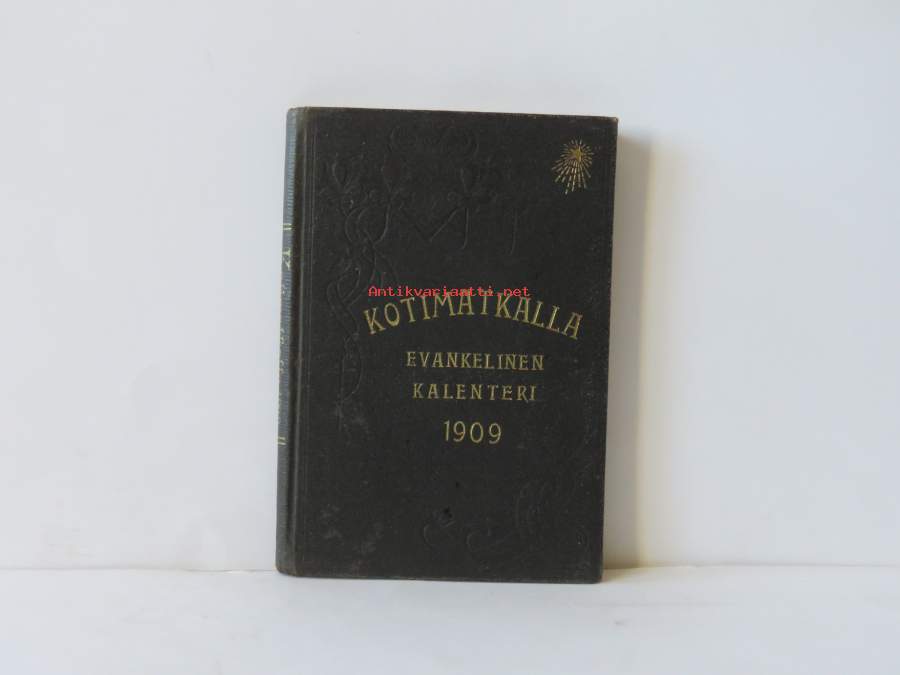 Antikvariaatti.net
KOTIMATKALLA
EVANKELINEN
KALENTERI
1909